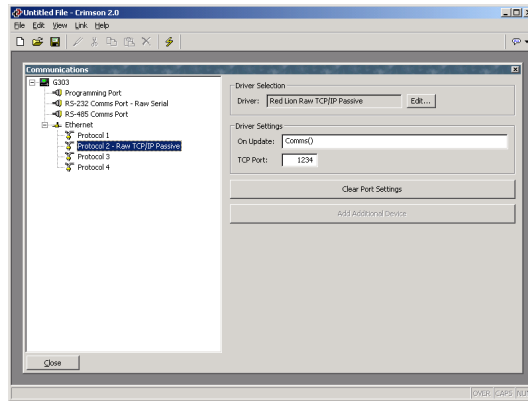 Untitled File - Crimson 2.0
File Edit View Link Help
Communications
G303
Programming Port
RS-232 Comms Port - Raw Serial
RS-485 Comms Port
Ethernet
Protocol 1
Protocol 2 - Raw TCP/IP Passive
Protocol 3
Protocol 4
Driver Selection
Driver: Red Lion Raw TCP/IP Passive Edit...
Driver Settings
On Update: Comms()
TCP Port: 1234
Clear Port Settings
Add Additional Device
Close
OVER CAPS NU